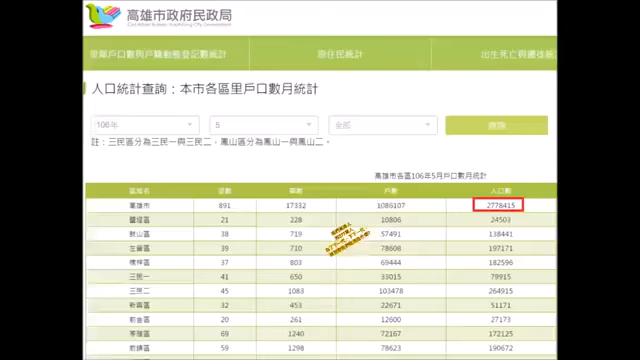 高雄市政府民政局
Civil Affairs Bureau, Kaohsiung City Government
里鄰戶口數與戶籍動態登記數統計 原住民統計 出生死亡與遷徙統
人口統計查詢：本市各區里戶口數月統計
106年 5 全部 查詢
註：三民區分為三民一與三民二，鳳山區分為鳳山一與鳳山二。
高雄市各區106年5月戶口數月統計
區域名 里數 鄰數 戶數 人口數
高雄市 891 17332 1086107 2778415
鹽埕區 21 228 10806 24503
鼓山區 38 719 57491 138441
左營區 39 710 78608 197171
楠梓區 37 803 69444 182596
三民一 41 650 33015 79915
三民二 45 1083 103478 264915
新興區 32 453 22671 51171
前金區 20 261 12600 27173
苓雅區 69 1240 72167 172125
前鎮區 59 1298 78623 190672